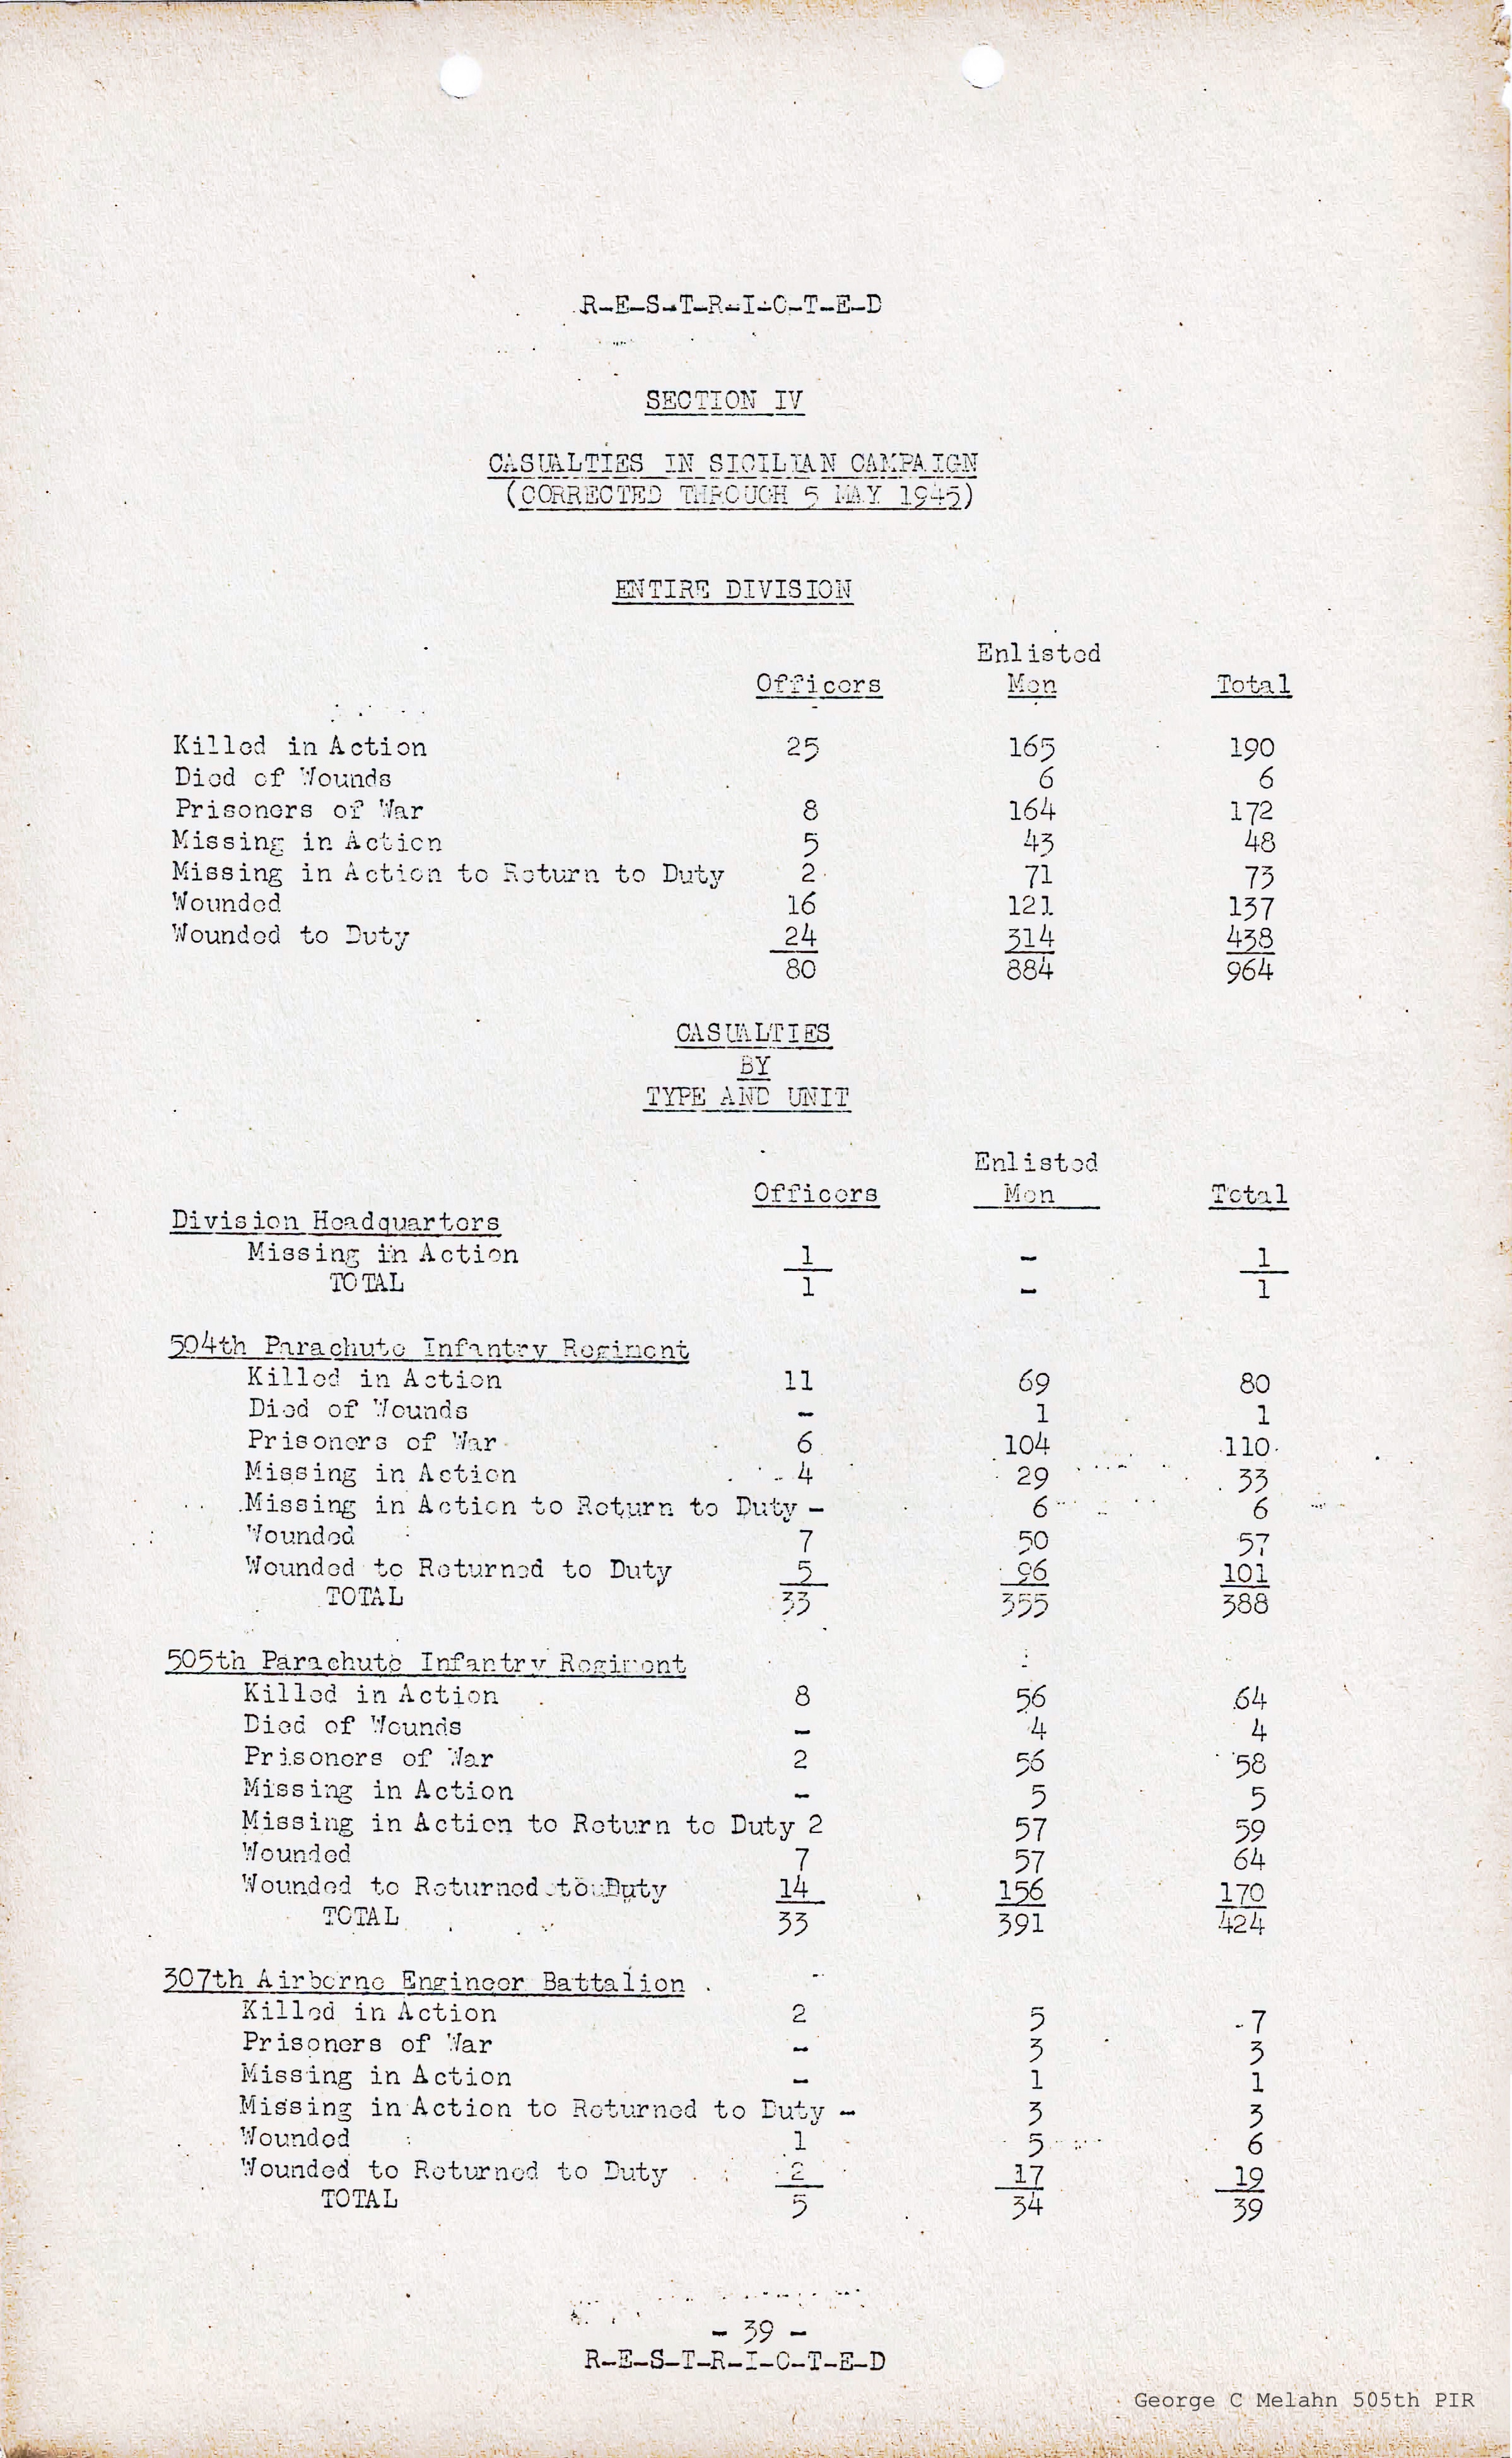 R-E-S-T-R-I-C-T-E-D
SECTION IV
CASUALTIES IN SICILIAN CAMPAIGN
(CORRECTED THROUGH 5 MAY 1945)
ENTIRE DIVISION
Enlisted
Officers Men Total
Killed in Action 25 165 190
Died of Wounds 6 6
Prisoners of War 8 164 172
Missing in Action 5 43 48
Missing in Action to Return to Duty 2 71 73
Wounded 16 121 137
Wounded to Duty 24 314 438
80 884 964
CASUALTIES
BY
TYPE AND UNIT
Enlisted
Officers Men Total
Division Headquarters
Missing in Action 1 - 1
TOTAL 1 - 1
504th Parachute Infantry Regiment
Killed in Action 11 69 80
Died of Wounds - 1 1
Prisoners of War 6 104 110
Missing in Action 4 29 33
Missing in Action to Return to Duty - 6 6
Wounded 7 50 57
Wounded to Returned to Duty 5 96 101
TOTAL 33 355 388
505th Parachute Infantry Regiment
Killed in Action 8 56 64
Died of Wounds - 4 4
Prisoners of War 2 56 58
Missing in Action - 5 5
Missing in Action to Return to Duty 2 57 59
Wounded 7 57 64
Wounded to Returned to Duty 14 156 170
TOTAL 33 391 424
307th Airborne Engineer Battalion
Killed in Action 2 5 7
Prisoners of War - 3 3
Missing in Action - 1 1
Missing in Action to Returned to Duty - 3 3
Wounded 1 5 6
Wounded to Returned to Duty 2 17 19
TOTAL 5 34 39
- 39 -
R-E-S-T-R-I-C-T-E-D
George C Melahn 505th PIR